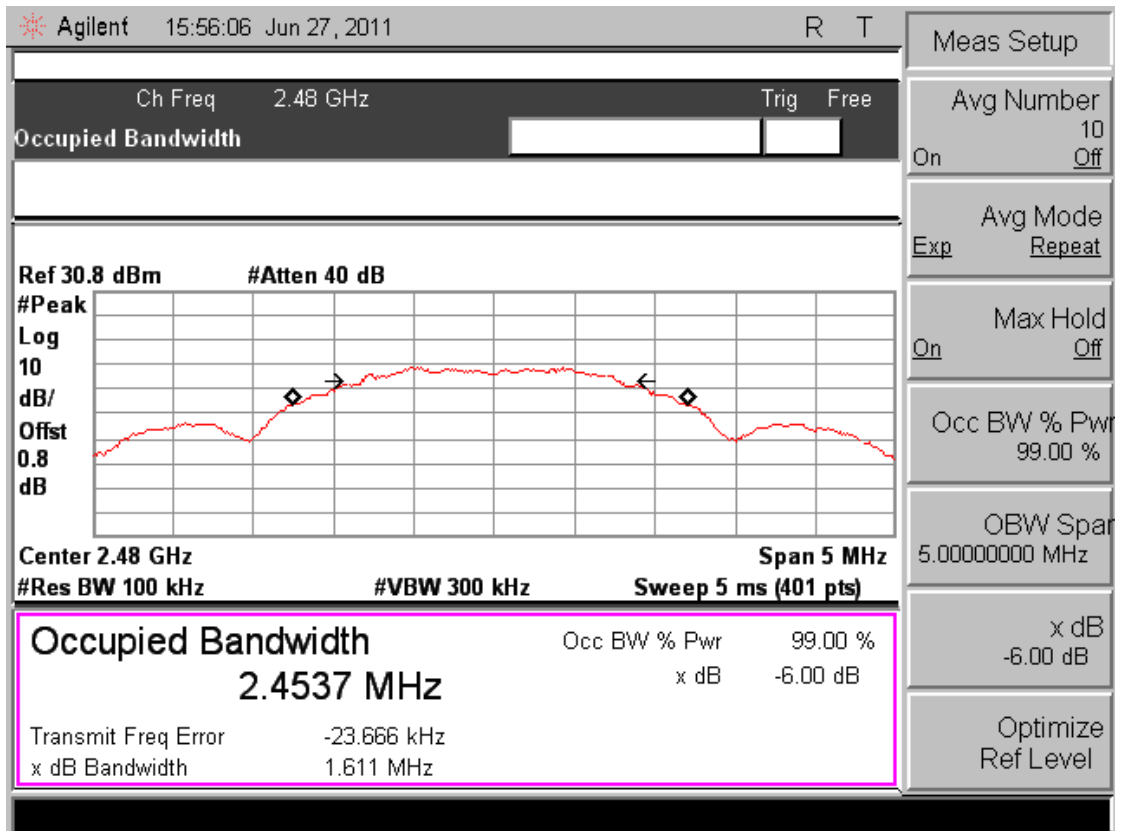 Agilent 15:56:06 Jun 27, 2011 R T
Ch Freq 2.48 GHz Trig Free
Occupied Bandwidth
Ref 30.8 dBm #Atten 40 dB
#Peak
Log
10
dB/
Offst
0.8
dB
Center 2.48 GHz Span 5 MHz
#Res BW 100 kHz #VBW 300 kHz Sweep 5 ms (401 pts)
Occupied Bandwidth
2.4537 MHz
Occ BW % Pwr 99.00 %
x dB -6.00 dB
Transmit Freq Error -23.666 kHz
x dB Bandwidth 1.611 MHz
Meas Setup
Avg Number
10
On Off
Avg Mode
Exp Repeat
Max Hold
On Off
Occ BW % Pwr
99.00 %
OBW Span
5.00000000 MHz
x dB
-6.00 dB
Optimize
Ref Level